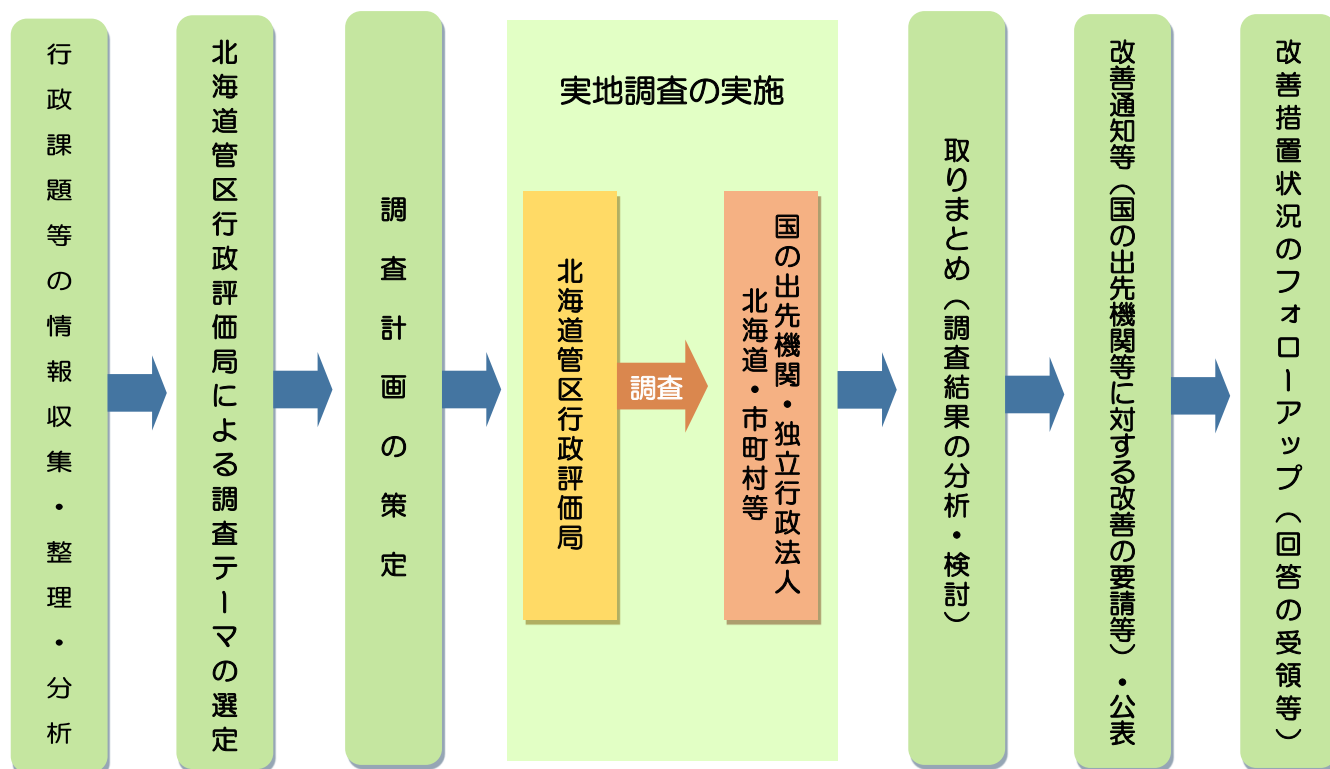 行政課題等の情報収集・整理・分析
北海道管区行政評価局による調査テーマの選定
調査計画の策定
実地調査の実施
北海道管区行政評価局
調査
国の出先機関・独立行政法人
北海道・市町村等
取りまとめ（調査結果の分析・検討）
改善通知等（国の出先機関等に対する改善の要請等）・公表
改善措置状況のフォローアップ（回答の受領等）